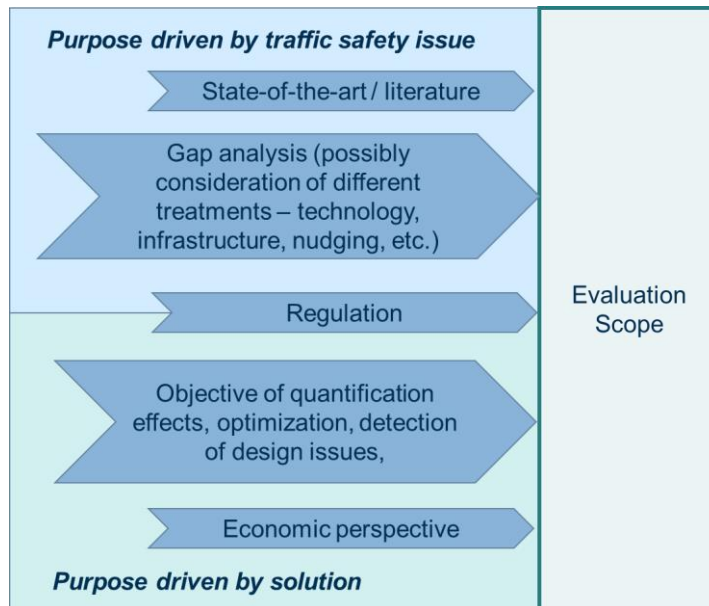 Purpose driven by traffic safety issue
State-of-the-art / literature
Gap analysis (possibly
consideration of different
treatments – technology,
infrastructure, nudging, etc.)
Regulation
Evaluation
Scope
Objective of quantification
effects, optimization, detection
of design issues,
Economic perspective
Purpose driven by solution